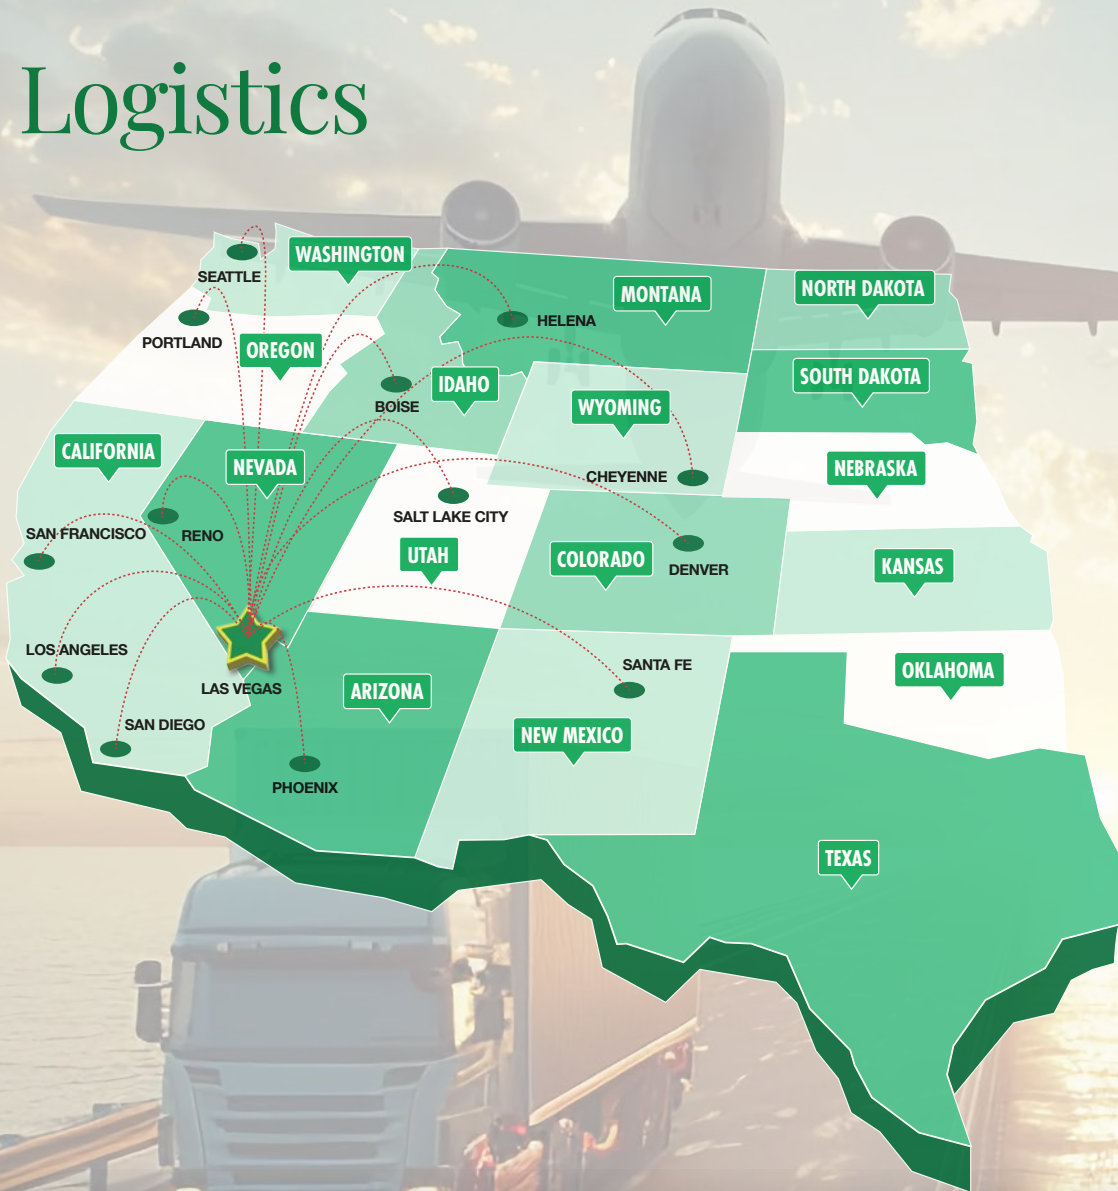 Logistics
WASHINGTON
SEATTLE
MONTANA
NORTH DAKOTA
HELENA
PORTLAND
OREGON
IDAHO
BOISE
SOUTH DAKOTA
WYOMING
CALIFORNIA
NEVADA
CHEYENNE
NEBRASKA
SALT LAKE CITY
SAN FRANCISCO
RENO
UTAH
COLORADO
DENVER
KANSAS
LOS ANGELES
SANTA FE
OKLAHOMA
LAS VEGAS
ARIZONA
SAN DIEGO
NEW MEXICO
PHOENIX
TEXAS